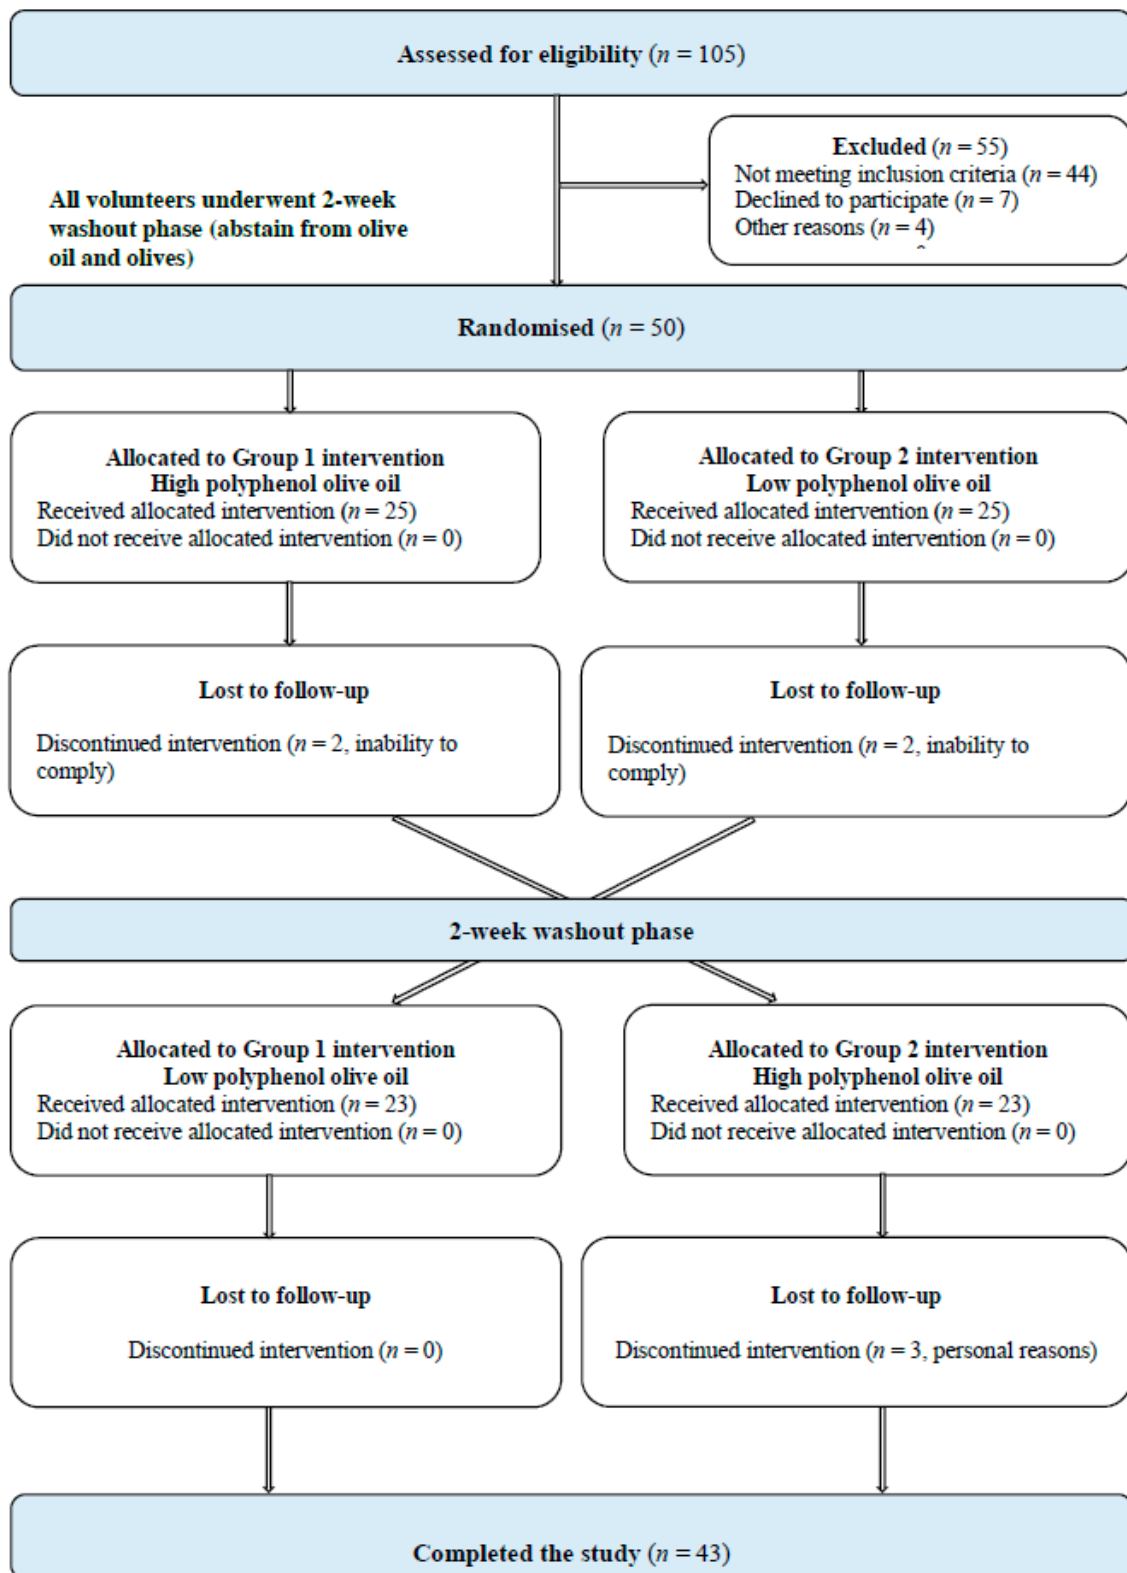 Assessed for eligibility (n = 105)
Excluded (n = 55)
Not meeting inclusion criteria (n = 44)
Declined to participate (n = 7)
Other reasons (n = 4)
All volunteers underwent 2-week
washout phase (abstain from olive
oil and olives)
Randomised (n = 50)
Allocated to Group 1 intervention
High polyphenol olive oil
Received allocated intervention (n = 25)
Did not receive allocated intervention (n = 0)
Allocated to Group 2 intervention
Low polyphenol olive oil
Received allocated intervention (n = 25)
Did not receive allocated intervention (n = 0)
Lost to follow-up
Discontinued intervention (n = 2, inability to
comply)
Lost to follow-up
Discontinued intervention (n = 2, inability to
comply)
2-week washout phase
Allocated to Group 1 intervention
Low polyphenol olive oil
Received allocated intervention (n = 23)
Did not receive allocated intervention (n = 0)
Allocated to Group 2 intervention
High polyphenol olive oil
Received allocated intervention (n = 23)
Did not receive allocated intervention (n = 0)
Lost to follow-up
Discontinued intervention (n = 0)
Lost to follow-up
Discontinued intervention (n = 3, personal reasons)
Completed the study (n = 43)